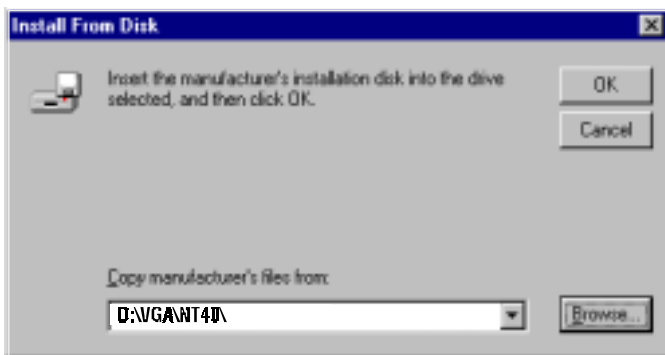 Install From Disk
Insert the manufacturer's installation disk into the drive
selected, and then click OK.
OK
Cancel
Copy manufacturer's files from:
D:\VGA\NT40\
Browse...